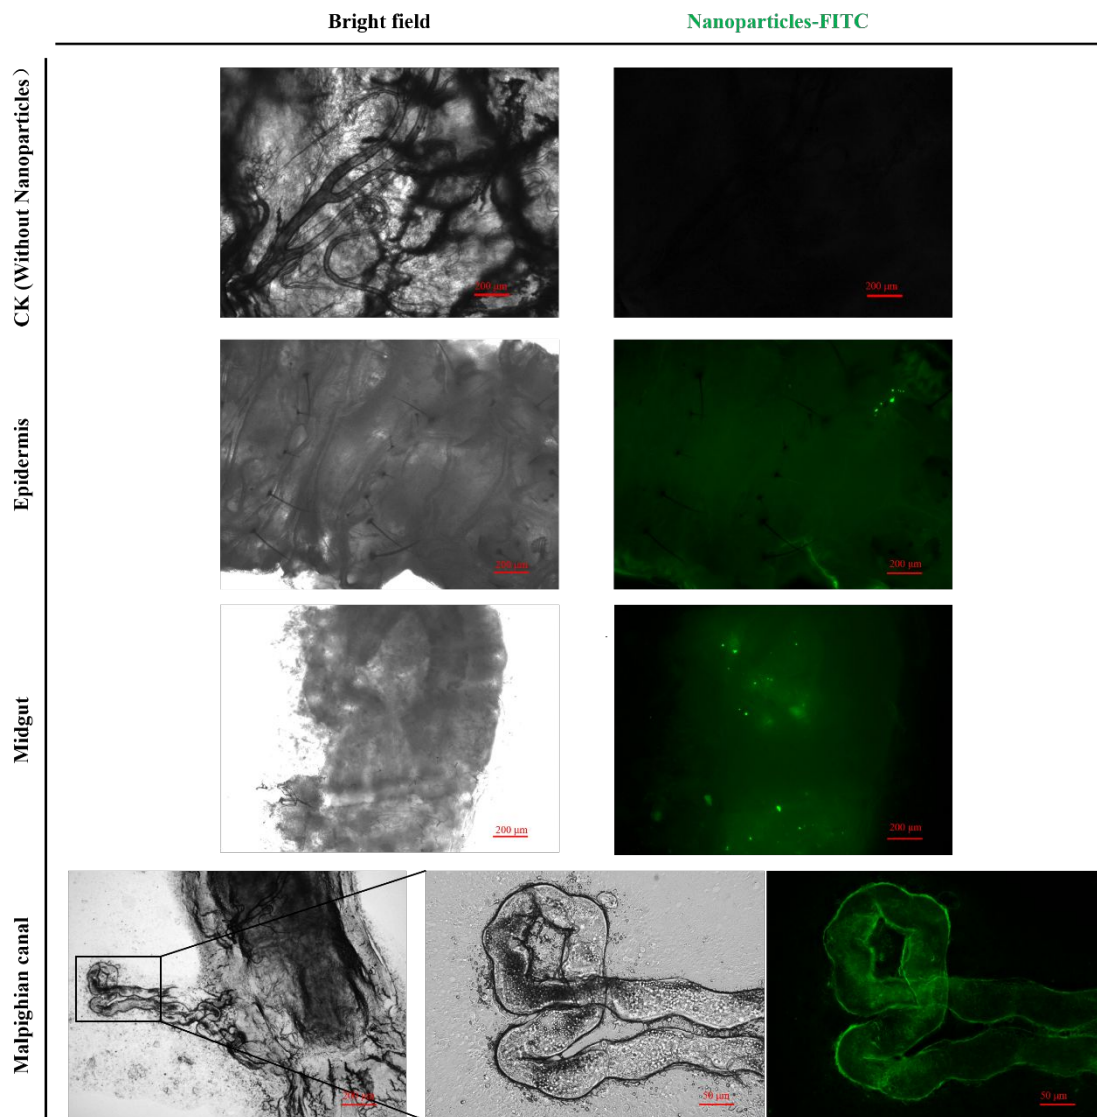 Bright field
Nanoparticles-FITC
CK (Without Nanoparticles）
200 μm
200 μm
Epidermis
200 μm
200 μm
Midgut
200 μm
200 μm
Malpighian canal
200 μm
50 μm
50 μm